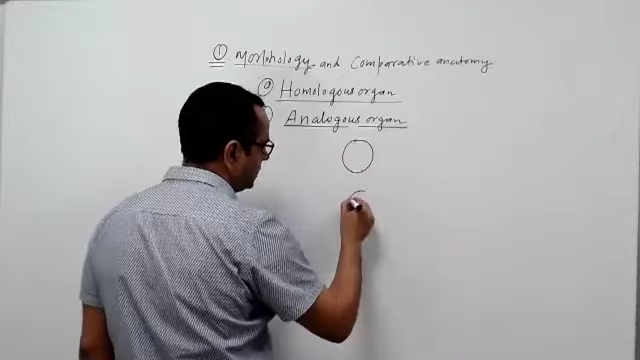 ① Morphology and Comparative anatomy
ⓐ Homologous organ
Analogous organ